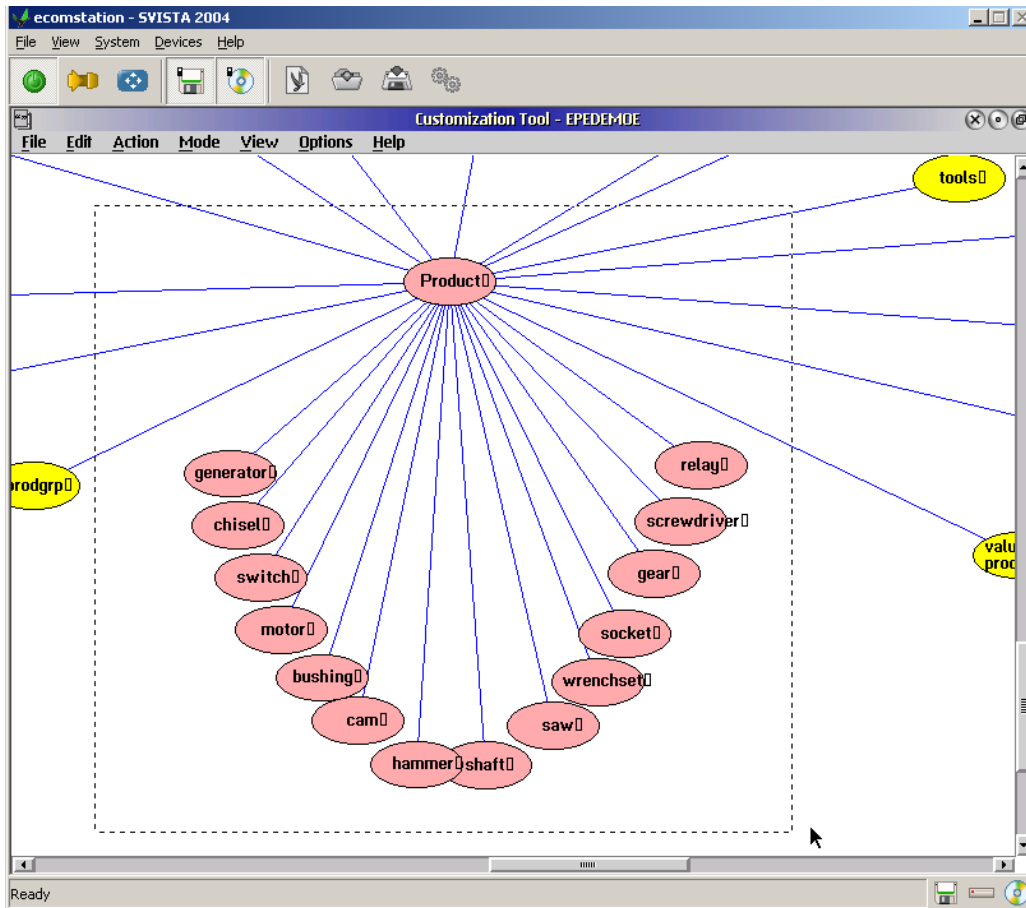 ecomstation - SVISTA 2004
File View System Devices Help
Customization Tool - EPEDEMOE
File Edit Action Mode View Options Help
tools
Product
generator
relay
prodgrp
chisel
screwdriver
switch
gear
valu
prod
motor
socket
bushing
wrenchset
cam
saw
hammer
shaft
Ready